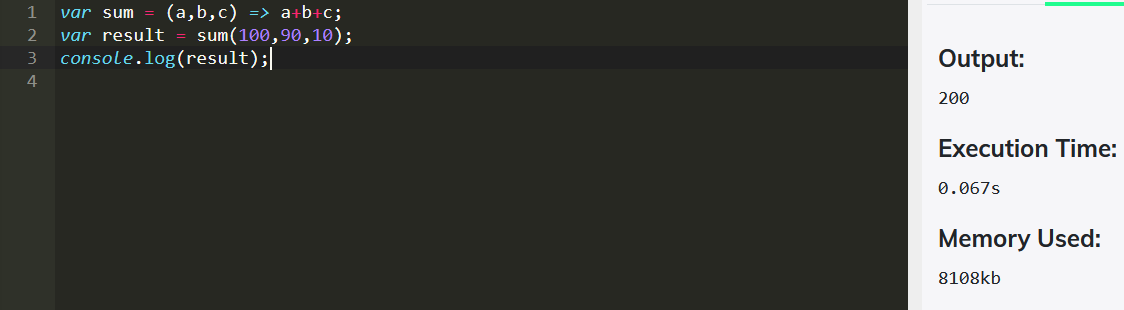 1 var sum = (a,b,c) => a+b+c;
2 var result = sum(100,90,10);
3 console.log(result);
4
Output:
200
Execution Time:
0.067s
Memory Used:
8108kb